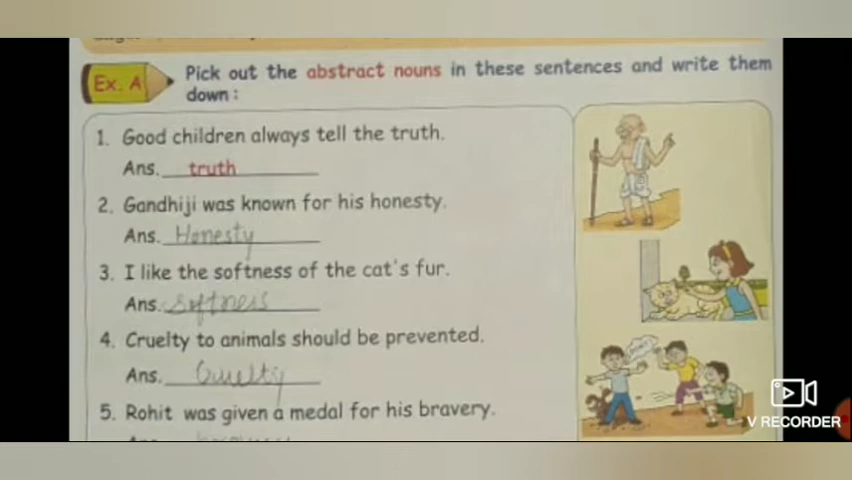 Ex. A
Pick out the abstract nouns in these sentences and write them
down :
1. Good children always tell the truth.
Ans. truth
2. Gandhiji was known for his honesty.
Ans. Honesty
3. I like the softness of the cat's fur.
Ans. Softness
4. Cruelty to animals should be prevented.
Ans. Cruelty
5. Rohit was given a medal for his bravery.
V RECORDER